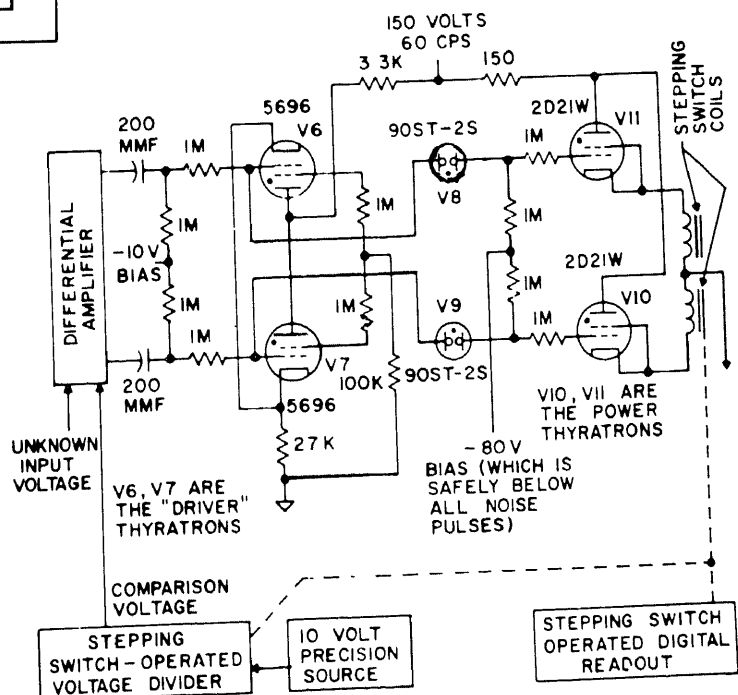 150 VOLTS
60 CPS
3 3K
150
5696
V6
200
MMF
1M
90ST-2S
V8
2D21W
V11
STEPPING
SWITCH
COILS
1M
DIFFERENTIAL
AMPLIFIER
1M
-10V
BIAS
1M
1M
1M
1M
1M
1M
2D21W
V10
V9
90ST-2S
1M
1M
200
MMF
V7
5696
100K
27K
UNKNOWN
INPUT
VOLTAGE
V6, V7 ARE
THE "DRIVER"
THYRATRONS
-80V
BIAS (WHICH IS
SAFELY BELOW
ALL NOISE
PULSES)
V10, V11 ARE
THE POWER
THYRATRONS
COMPARISON
VOLTAGE
STEPPING
SWITCH-OPERATED
VOLTAGE DIVIDER
10 VOLT
PRECISION
SOURCE
STEPPING SWITCH
OPERATED DIGITAL
READOUT